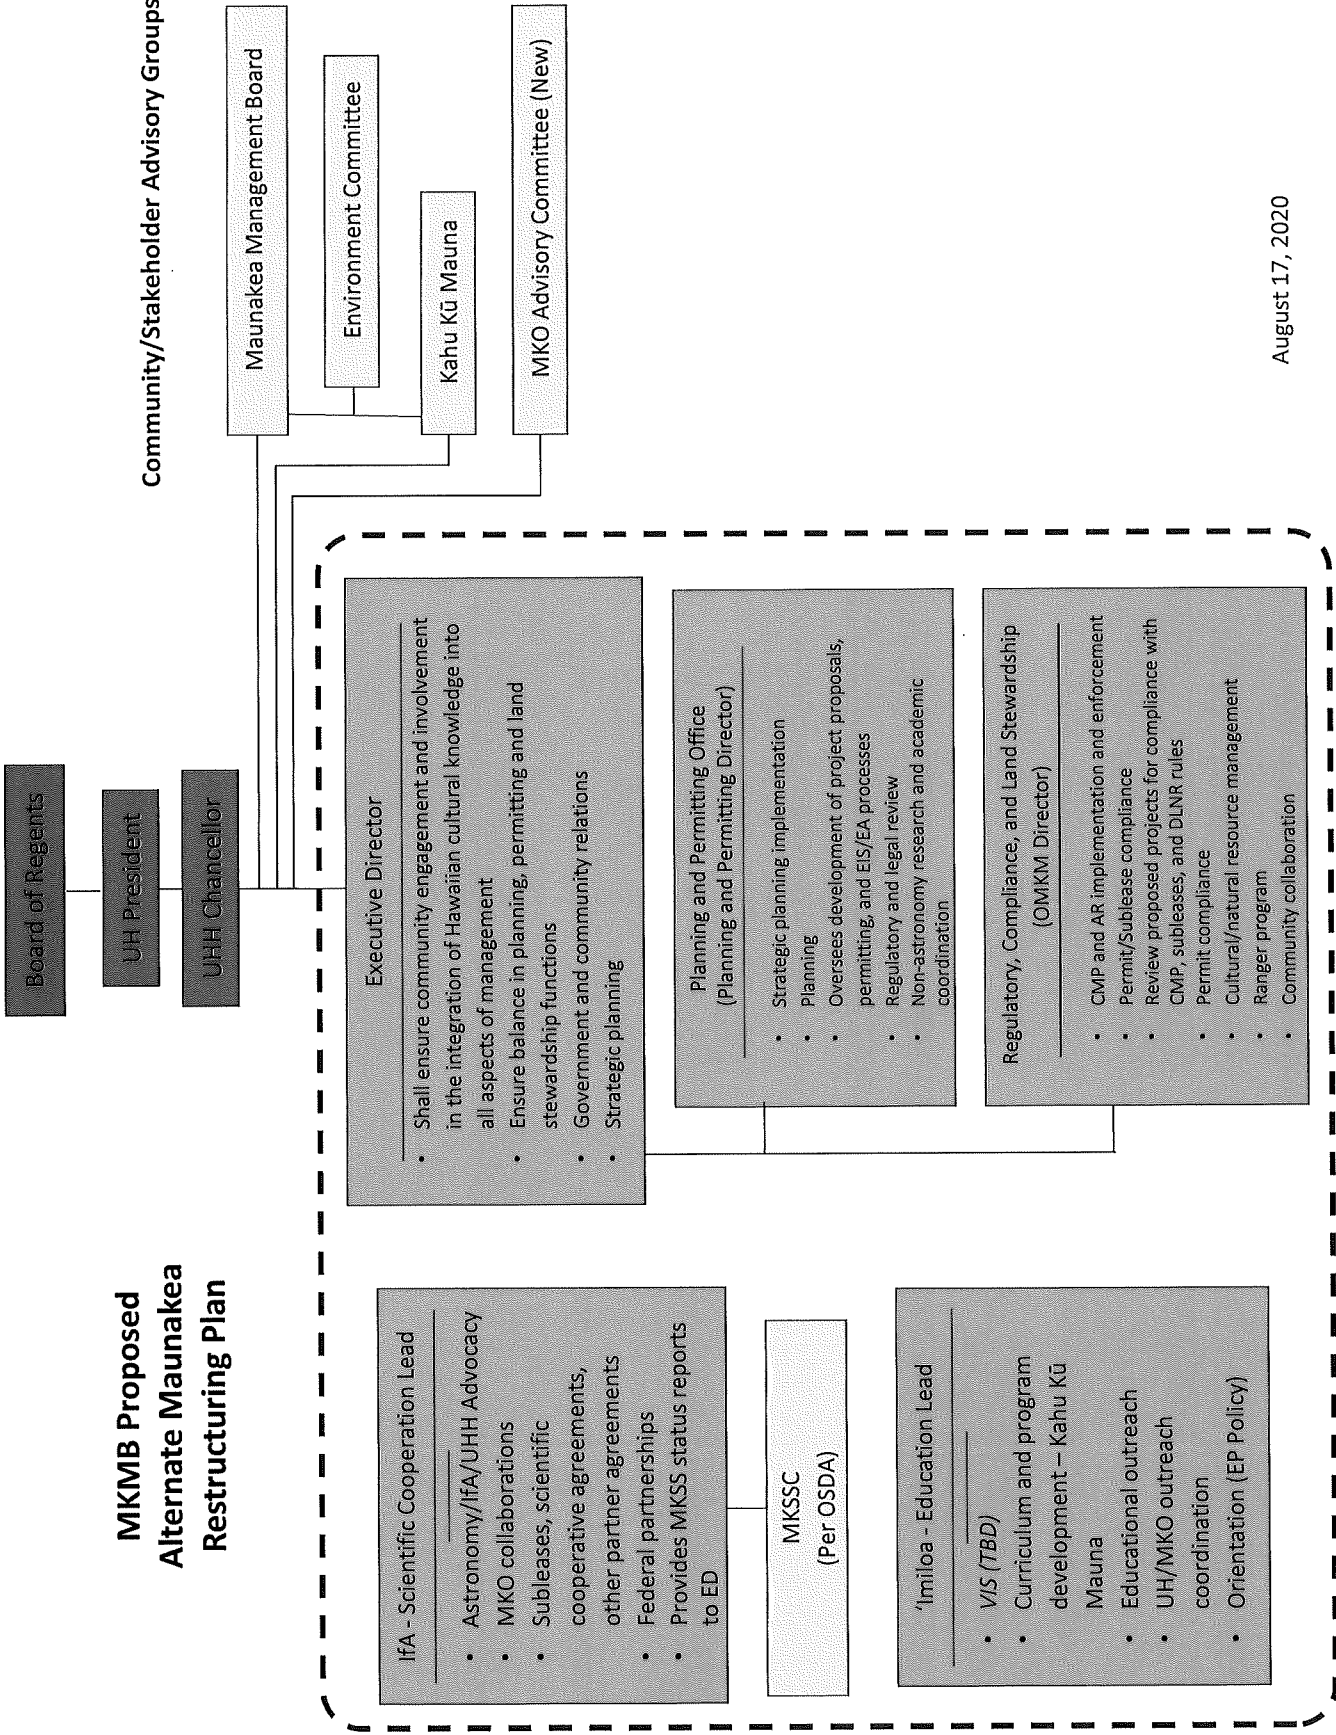 MKMB Proposed
Alternate Maunakea
Restructuring Plan
Board of Regents
UH President
UHH Chancellor
Community/Stakeholder Advisory Groups
Maunakea Management Board
Environment Committee
Kahu Kū Mauna
MKO Advisory Committee (New)
Executive Director
• Shall ensure community engagement and involvement
in the integration of Hawaiian cultural knowledge into
all aspects of management
• Ensure balance in planning, permitting and land
stewardship functions
• Government and community relations
• Strategic planning
Planning and Permitting Office
(Planning and Permitting Director)
• Strategic planning implementation
• Planning
• Oversees development of project proposals,
permitting, and EIS/EA processes
• Regulatory and legal review
• Non-astronomy research and academic
coordination
Regulatory, Compliance, and Land Stewardship
(OMKM Director)
• CMP and AR implementation and enforcement
• Permit/Sublease compliance
• Review proposed projects for compliance with
CMP, subleases, and DLNR rules
• Permit compliance
• Cultural/natural resource management
• Ranger program
• Community collaboration
IfA - Scientific Cooperation Lead
• Astronomy/IfA/UHH Advocacy
• MKO collaborations
• Subleases, scientific
cooperative agreements,
other partner agreements
• Federal partnerships
• Provides MKSS status reports
to ED
MKSSC
(Per OSDA)
'Imiloa - Education Lead
• VIS (TBD)
• Curriculum and program
development – Kahu Kū
Mauna
• Educational outreach
• UH/MKO outreach
coordination
• Orientation (EP Policy)
August 17, 2020